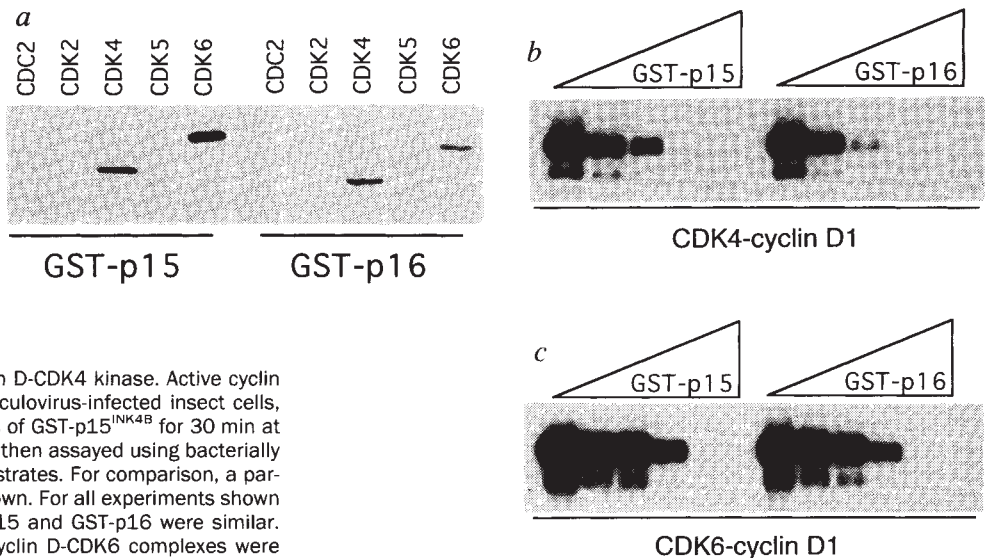 a
CDC2 CDK2 CDK4 CDK5 CDK6 CDC2 CDK2 CDK4 CDK5 CDK6
GST-p15 GST-p16
b
GST-p15 GST-p16
CDK4-cyclin D1
c
GST-p15 GST-p16
CDK6-cyclin D1
n D-CDK4 kinase. Active cyclin
culovirus-infected insect cells,
s of GST-p15INK4B for 30 min at
then assayed using bacterially
strates. For comparison, a par-
own. For all experiments shown
15 and GST-p16 were similar.
yclin D-CDK6 complexes were